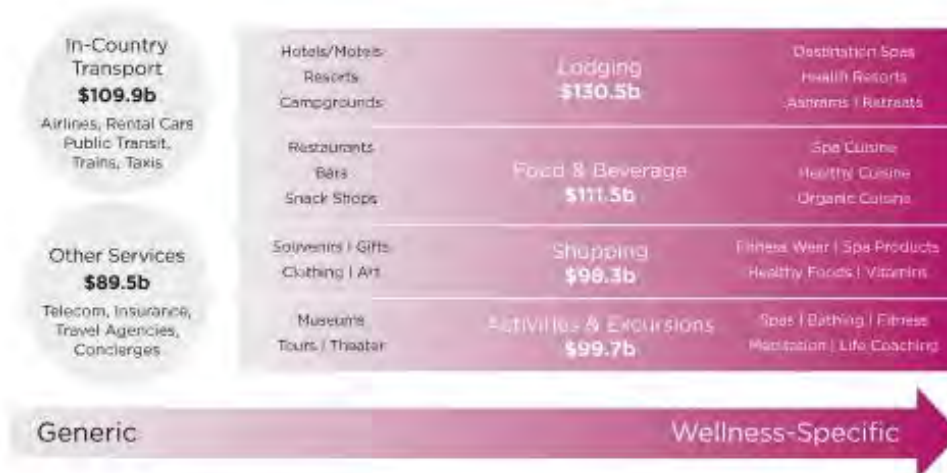 In-Country
Transport
$109.9b
Airlines, Rental Cars
Public Transit,
Trains, Taxis
Other Services
$89.5b
Telecom, Insurance,
Travel Agencies,
Concierges
Hotels/Motels
Resorts
Campgrounds
Lodging
$130.5b
Destination Spas
Health Resorts
Ashrams | Retreats
Restaurants
Bars
Snack Shops
Food & Beverage
$111.5b
Spa Cuisine
Healthy Cuisine
Organic Cuisine
Souvenirs | Gifts
Clothing | Art
Shopping
$98.3b
Fitness Wear | Spa Products
Healthy Foods | Vitamins
Museums
Tours | Theater
Activities & Excursions
$99.7b
Spas | Bathing | Fitness
Meditation | Life Coaching
Generic
Wellness-Specific